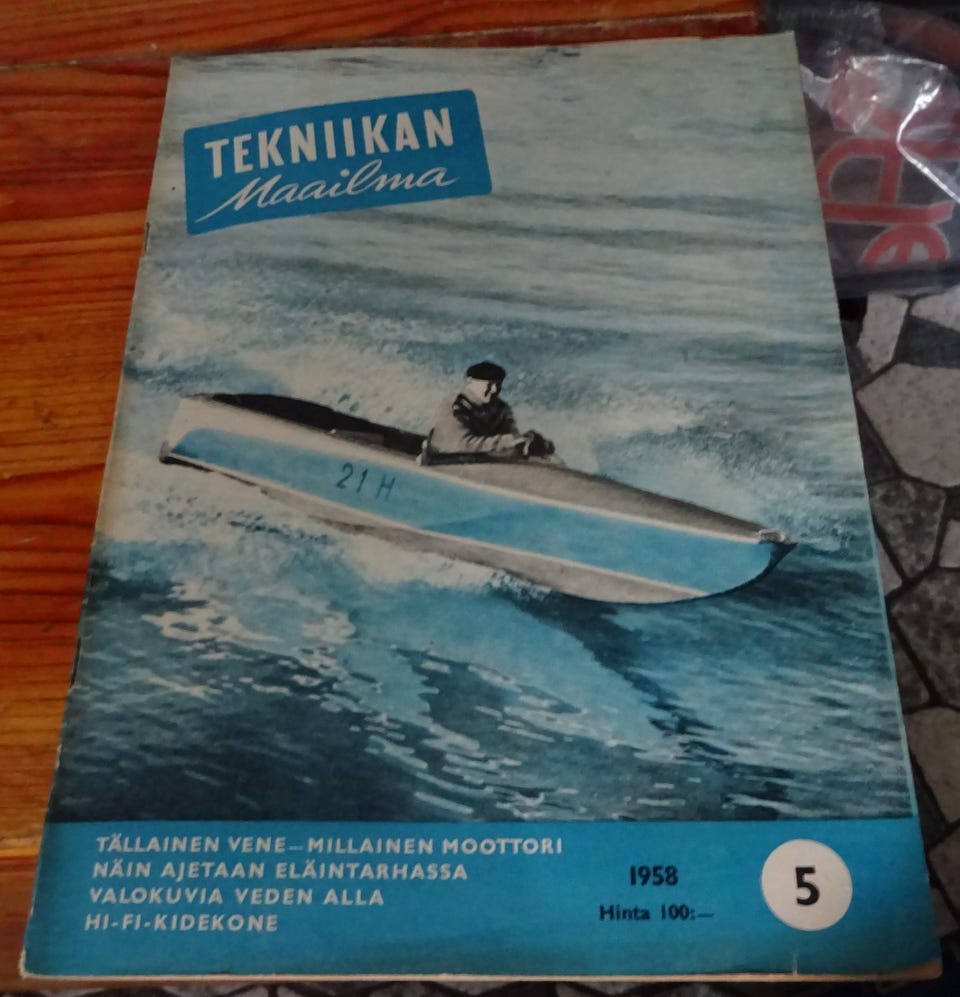 TEKNIIKAN
Maailma
21 H
TÄLLAINEN VENE—MILLAINEN MOOTTORI
NÄIN AJETAAN ELÄINTARHASSA
VALOKUVIA VEDEN ALLA
HI-FI-KIDEKONE
1958
Hinta 100:—
5